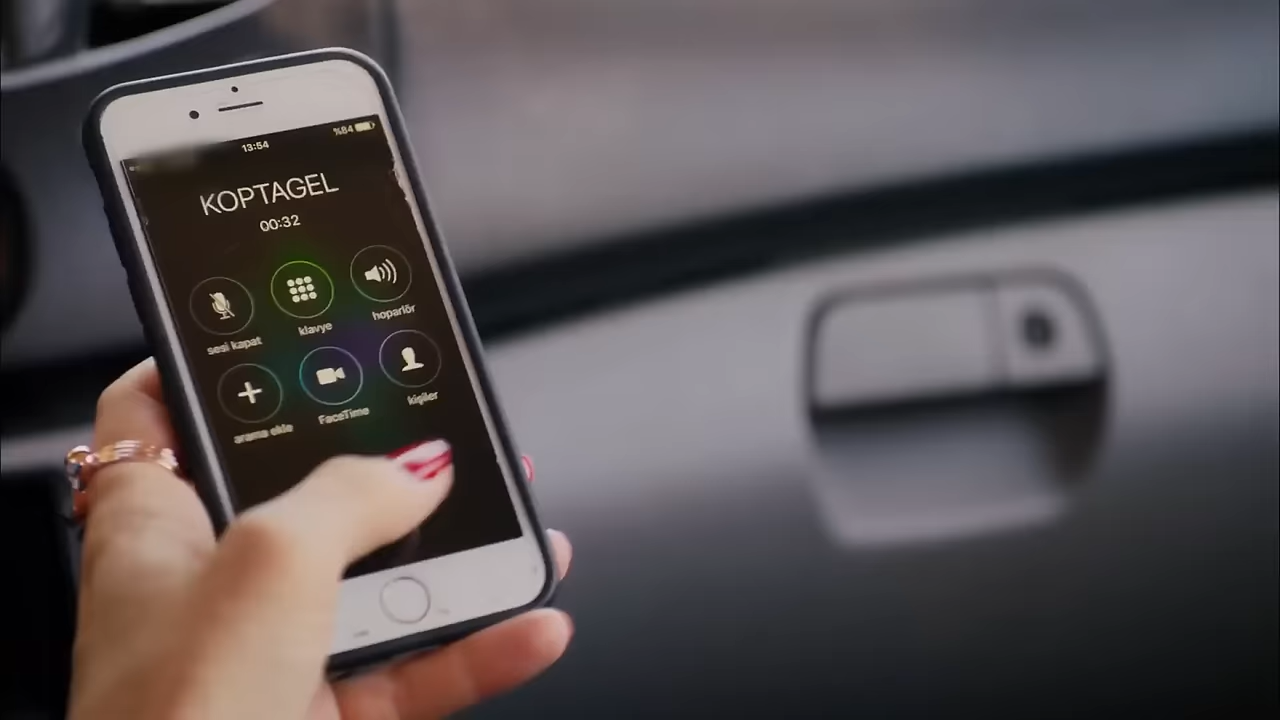 13:54
%84
KOPTAGEL
00:32
sesi kapat
klavye
hoparlör
arama ekle
FaceTime
kişiler